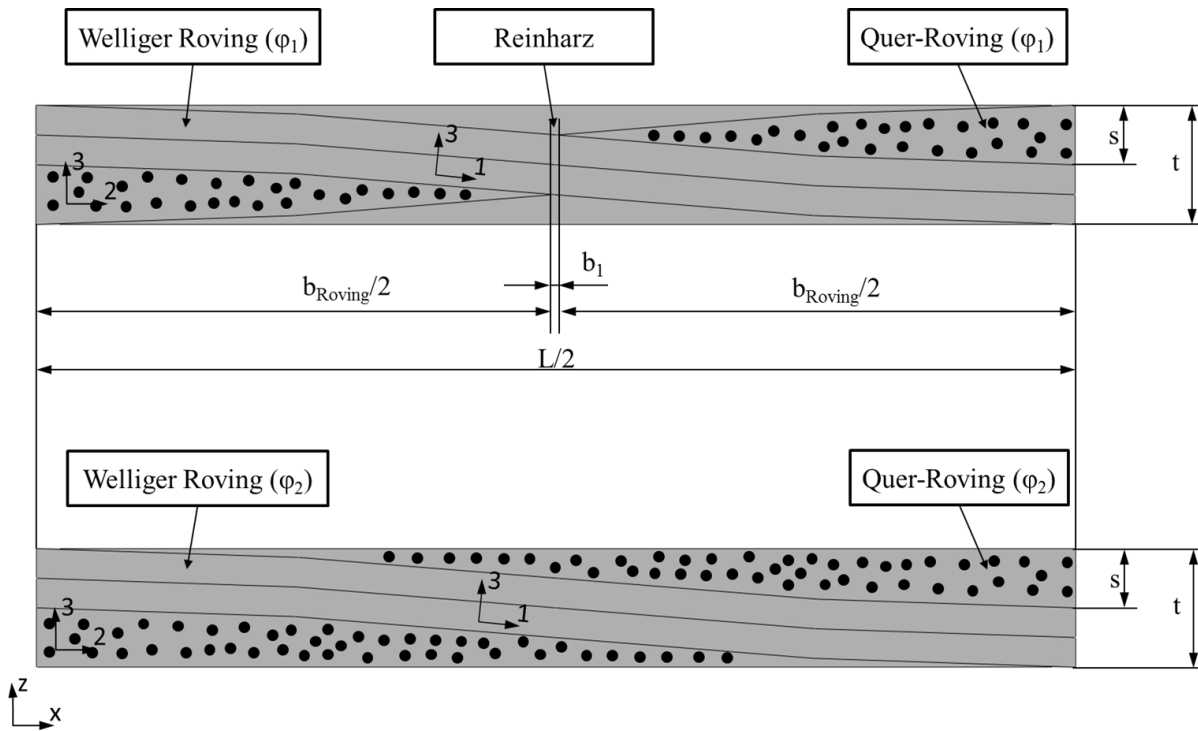 Welliger Roving (φ1)
Reinharz
Quer-Roving (φ1)
3
1
3
2
s
t
b1
bRoving/2
bRoving/2
L/2
Welliger Roving (φ2)
Quer-Roving (φ2)
3
1
3
2
s
t
z
x